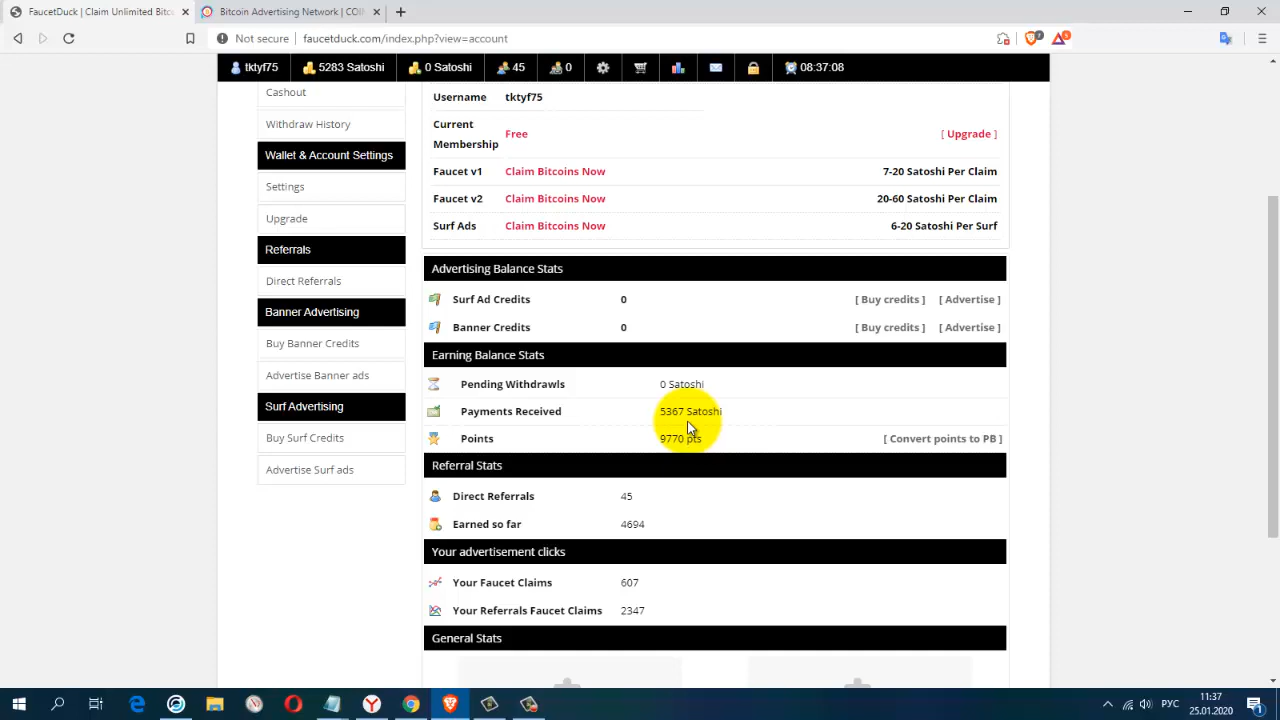 FaucetDuck | Claim Unlimited Bitc
Bitcoin Advertising Network | COI
Not secure
faucetduck.com/index.php?view=account
tktyf75
5283 Satoshi
0 Satoshi
45
0
08:37:08
Cashout
Withdraw History
Wallet & Account Settings
Settings
Upgrade
Referrals
Direct Referrals
Banner Advertising
Buy Banner Credits
Advertise Banner ads
Surf Advertising
Buy Surf Credits
Advertise Surf ads
Username tktyf75
Current Membership Free [ Upgrade ]
Faucet v1 Claim Bitcoins Now 7-20 Satoshi Per Claim
Faucet v2 Claim Bitcoins Now 20-60 Satoshi Per Claim
Surf Ads Claim Bitcoins Now 6-20 Satoshi Per Surf
Advertising Balance Stats
Surf Ad Credits 0 [ Buy credits ] [ Advertise ]
Banner Credits 0 [ Buy credits ] [ Advertise ]
Earning Balance Stats
Pending Withdrawls 0 Satoshi
Payments Received 5367 Satoshi
Points 9770 pts [ Convert points to PB ]
Referral Stats
Direct Referrals 45
Earned so far 4694
Your advertisement clicks
Your Faucet Claims 607
Your Referrals Faucet Claims 2347
General Stats
РУС
11:37
25.01.2020